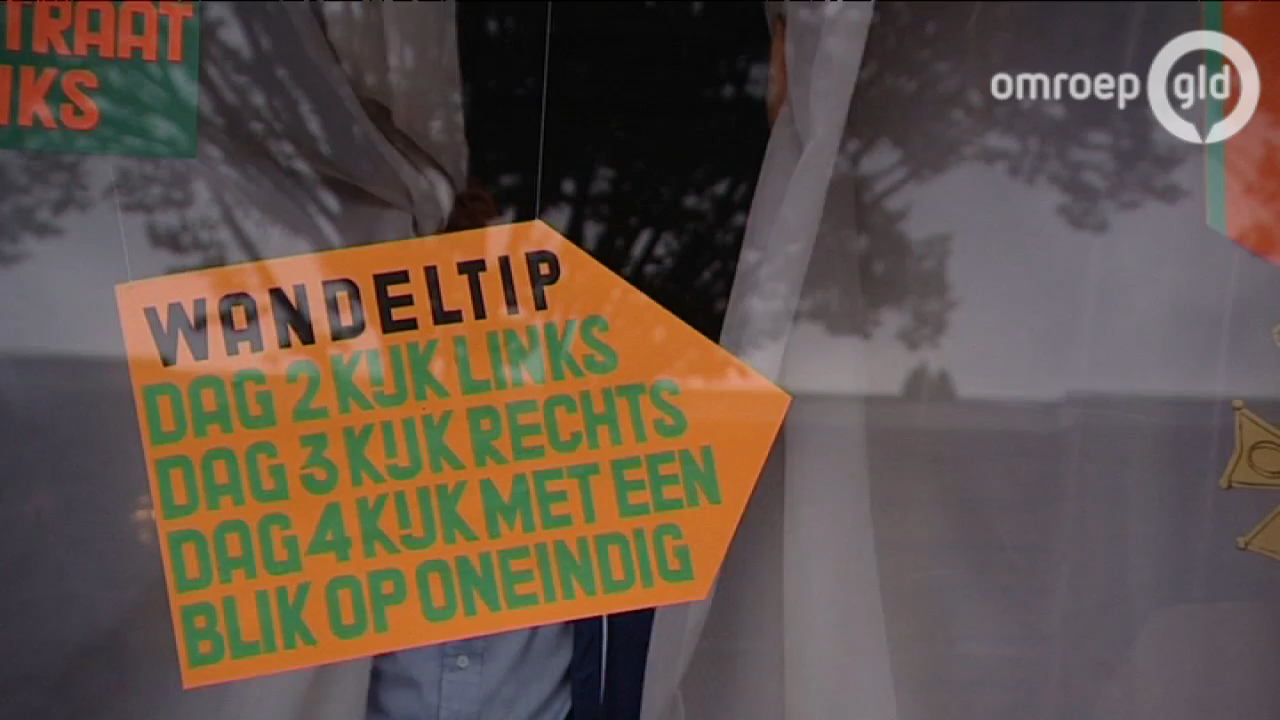 TRAAT
IKS
omroep gld
WANDELTIP
DAG 2 KIJK LINKS
DAG 3 KIJK RECHTS
DAG 4 KIJK MET EEN
BLIK OP ONEINDIG